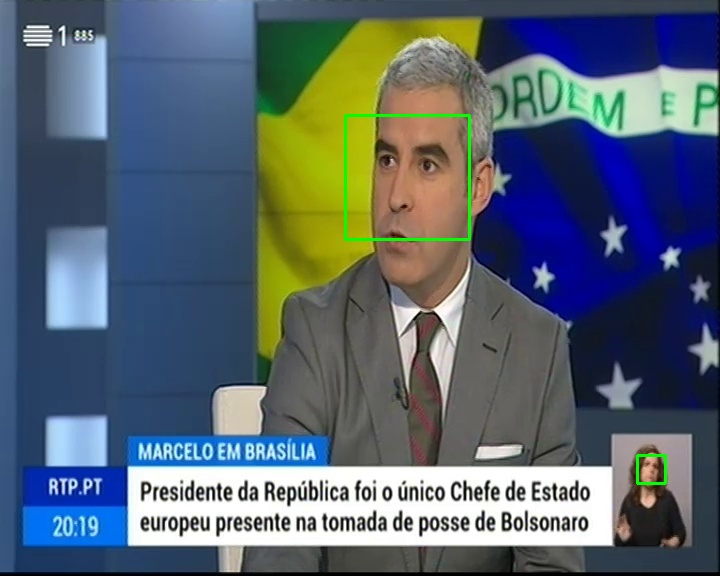 1 885
ORDEM E P
MARCELO EM BRASÍLIA
RTP.PT
Presidente da República foi o único Chefe de Estado
20:19
europeu presente na tomada de posse de Bolsonaro